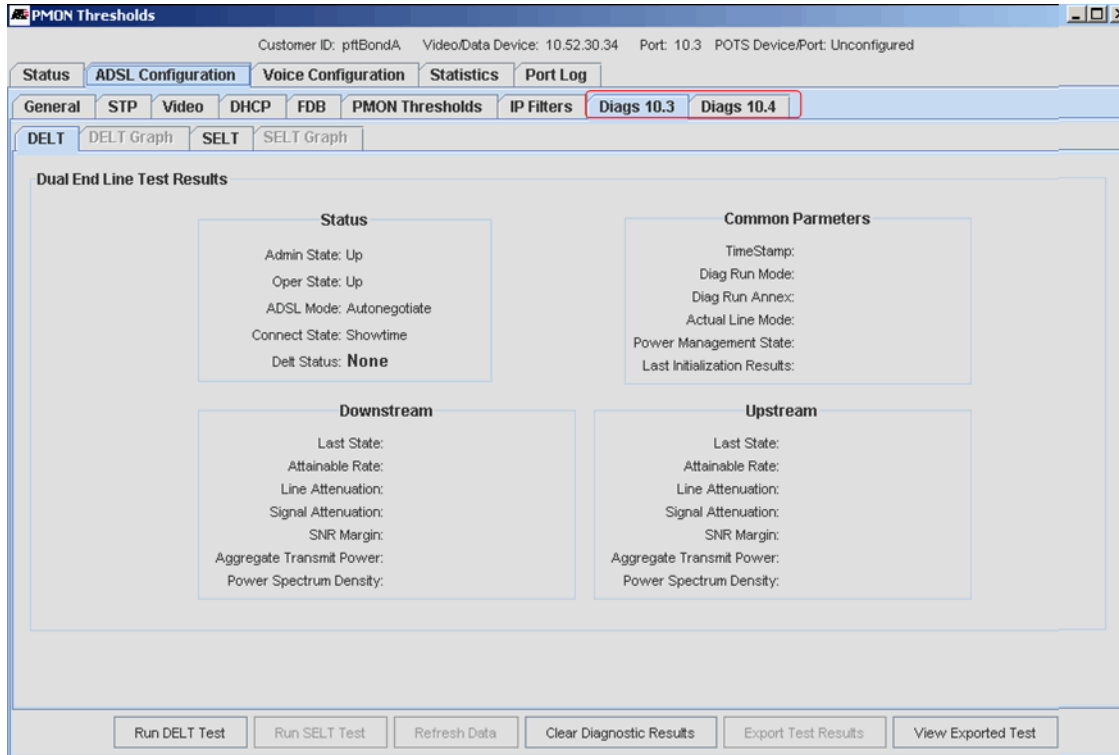 PMON Thresholds
Customer ID: pftBondA Video/Data Device: 10.52.30.34 Port: 10.3 POTS Device/Port: Unconfigured
Status ADSL Configuration Voice Configuration Statistics Port Log
General STP Video DHCP FDB PMON Thresholds IP Filters Diags 10.3 Diags 10.4
DELT DELT Graph SELT SELT Graph
Dual End Line Test Results
Status
Admin State: Up
Oper State: Up
ADSL Mode: Autonegotiate
Connect State: Showtime
Delt Status: None
Common Parmeters
TimeStamp:
Diag Run Mode:
Diag Run Annex:
Actual Line Mode:
Power Management State:
Last Initialization Results:
Downstream
Last State:
Attainable Rate:
Line Attenuation:
Signal Attenuation:
SNR Margin:
Aggregate Transmit Power:
Power Spectrum Density:
Upstream
Last State:
Attainable Rate:
Line Attenuation:
Signal Attenuation:
SNR Margin:
Aggregate Transmit Power:
Power Spectrum Density:
Run DELT Test Run SELT Test Refresh Data Clear Diagnostic Results Export Test Results View Exported Test